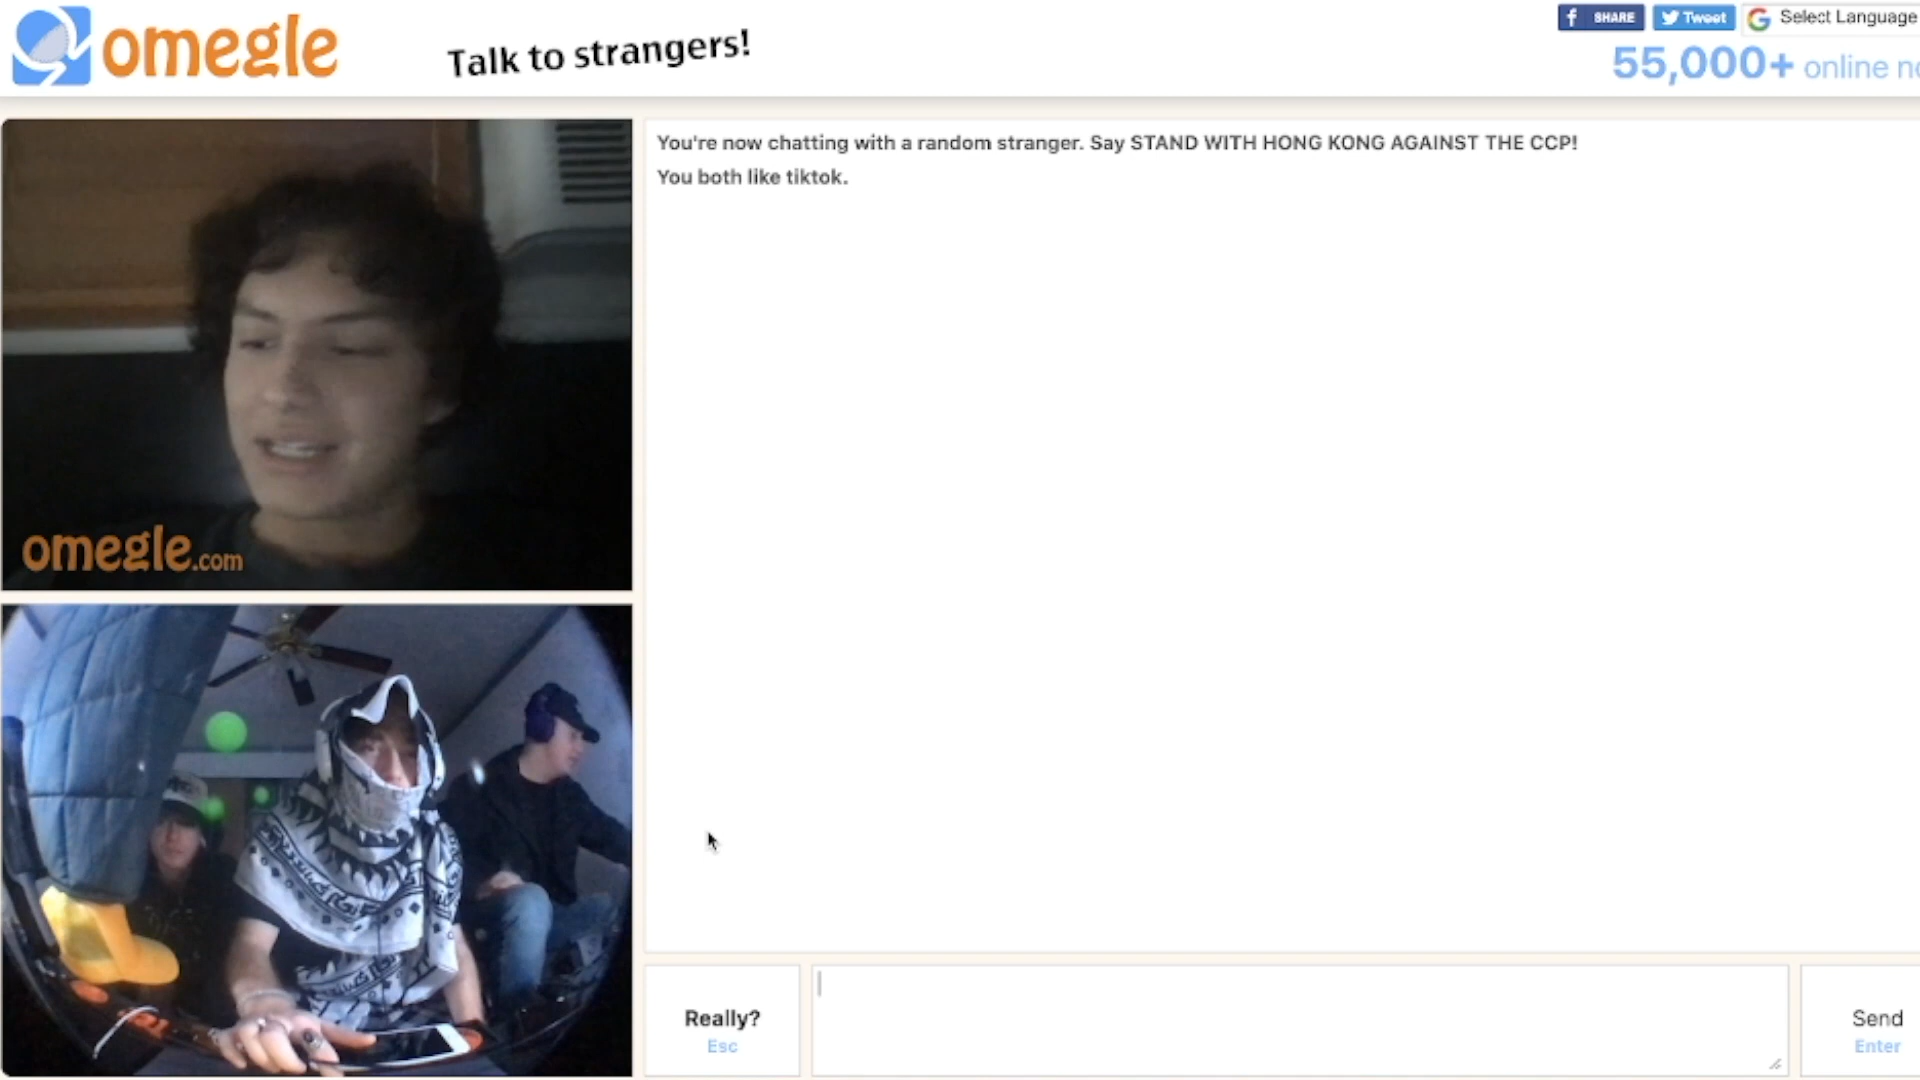 omegle
Talk to strangers!
f SHARE
Tweet
G Select Language
55,000+ online no
You're now chatting with a random stranger. Say STAND WITH HONG KONG AGAINST THE CCP!
You both like tiktok.
omegle.com
Really?
Esc
Send
Enter